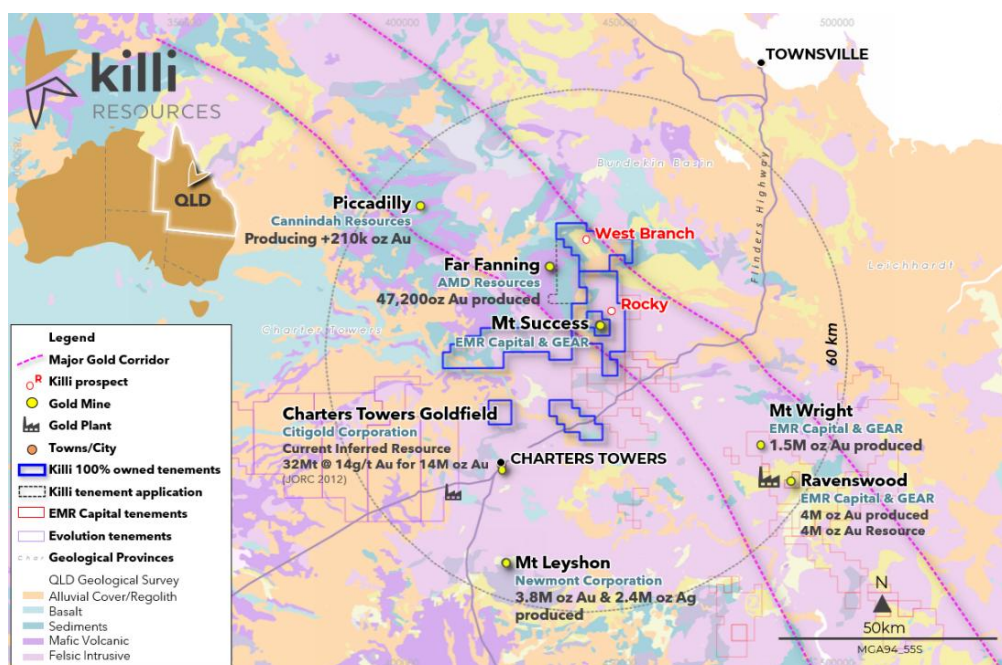 350000
400000
450000
500000
killi
RESOURCES
TOWNSVILLE
QLD
Burdekin Basin
Flinders Highway
Leichhardt
Piccadilly
Cannindah Resources
Producing +210k oz Au
West Branch
Far Fanning
AMD Resources
47,200oz Au produced
Rocky
Mt Success
EMR Capital & GEAR
Charters Towers
60 km
Charters Towers Goldfield
Citigold Corporation
Current Inferred Resource
32Mt @ 14g/t Au for 14M oz Au
(JORC 2012)
CHARTERS TOWERS
Mt Wright
EMR Capital & GEAR
1.5M oz Au produced
Ravenswood
EMR Capital & GEAR
4M oz Au produced
4M oz Au Resource
Mt Leyshon
Newmont Corporation
3.8M oz Au & 2.4M oz Ag
produced
Legend
Major Gold Corridor
R Killi prospect
Gold Mine
Gold Plant
Towns/City
Killi 100% owned tenements
Killi tenement application
EMR Capital tenements
Evolution tenements
Char Geological Provinces
QLD Geological Survey
Alluvial Cover/Regolith
Basalt
Sediments
Mafic Volcanic
Felsic Intrusive
N
50km
MGA94_55S